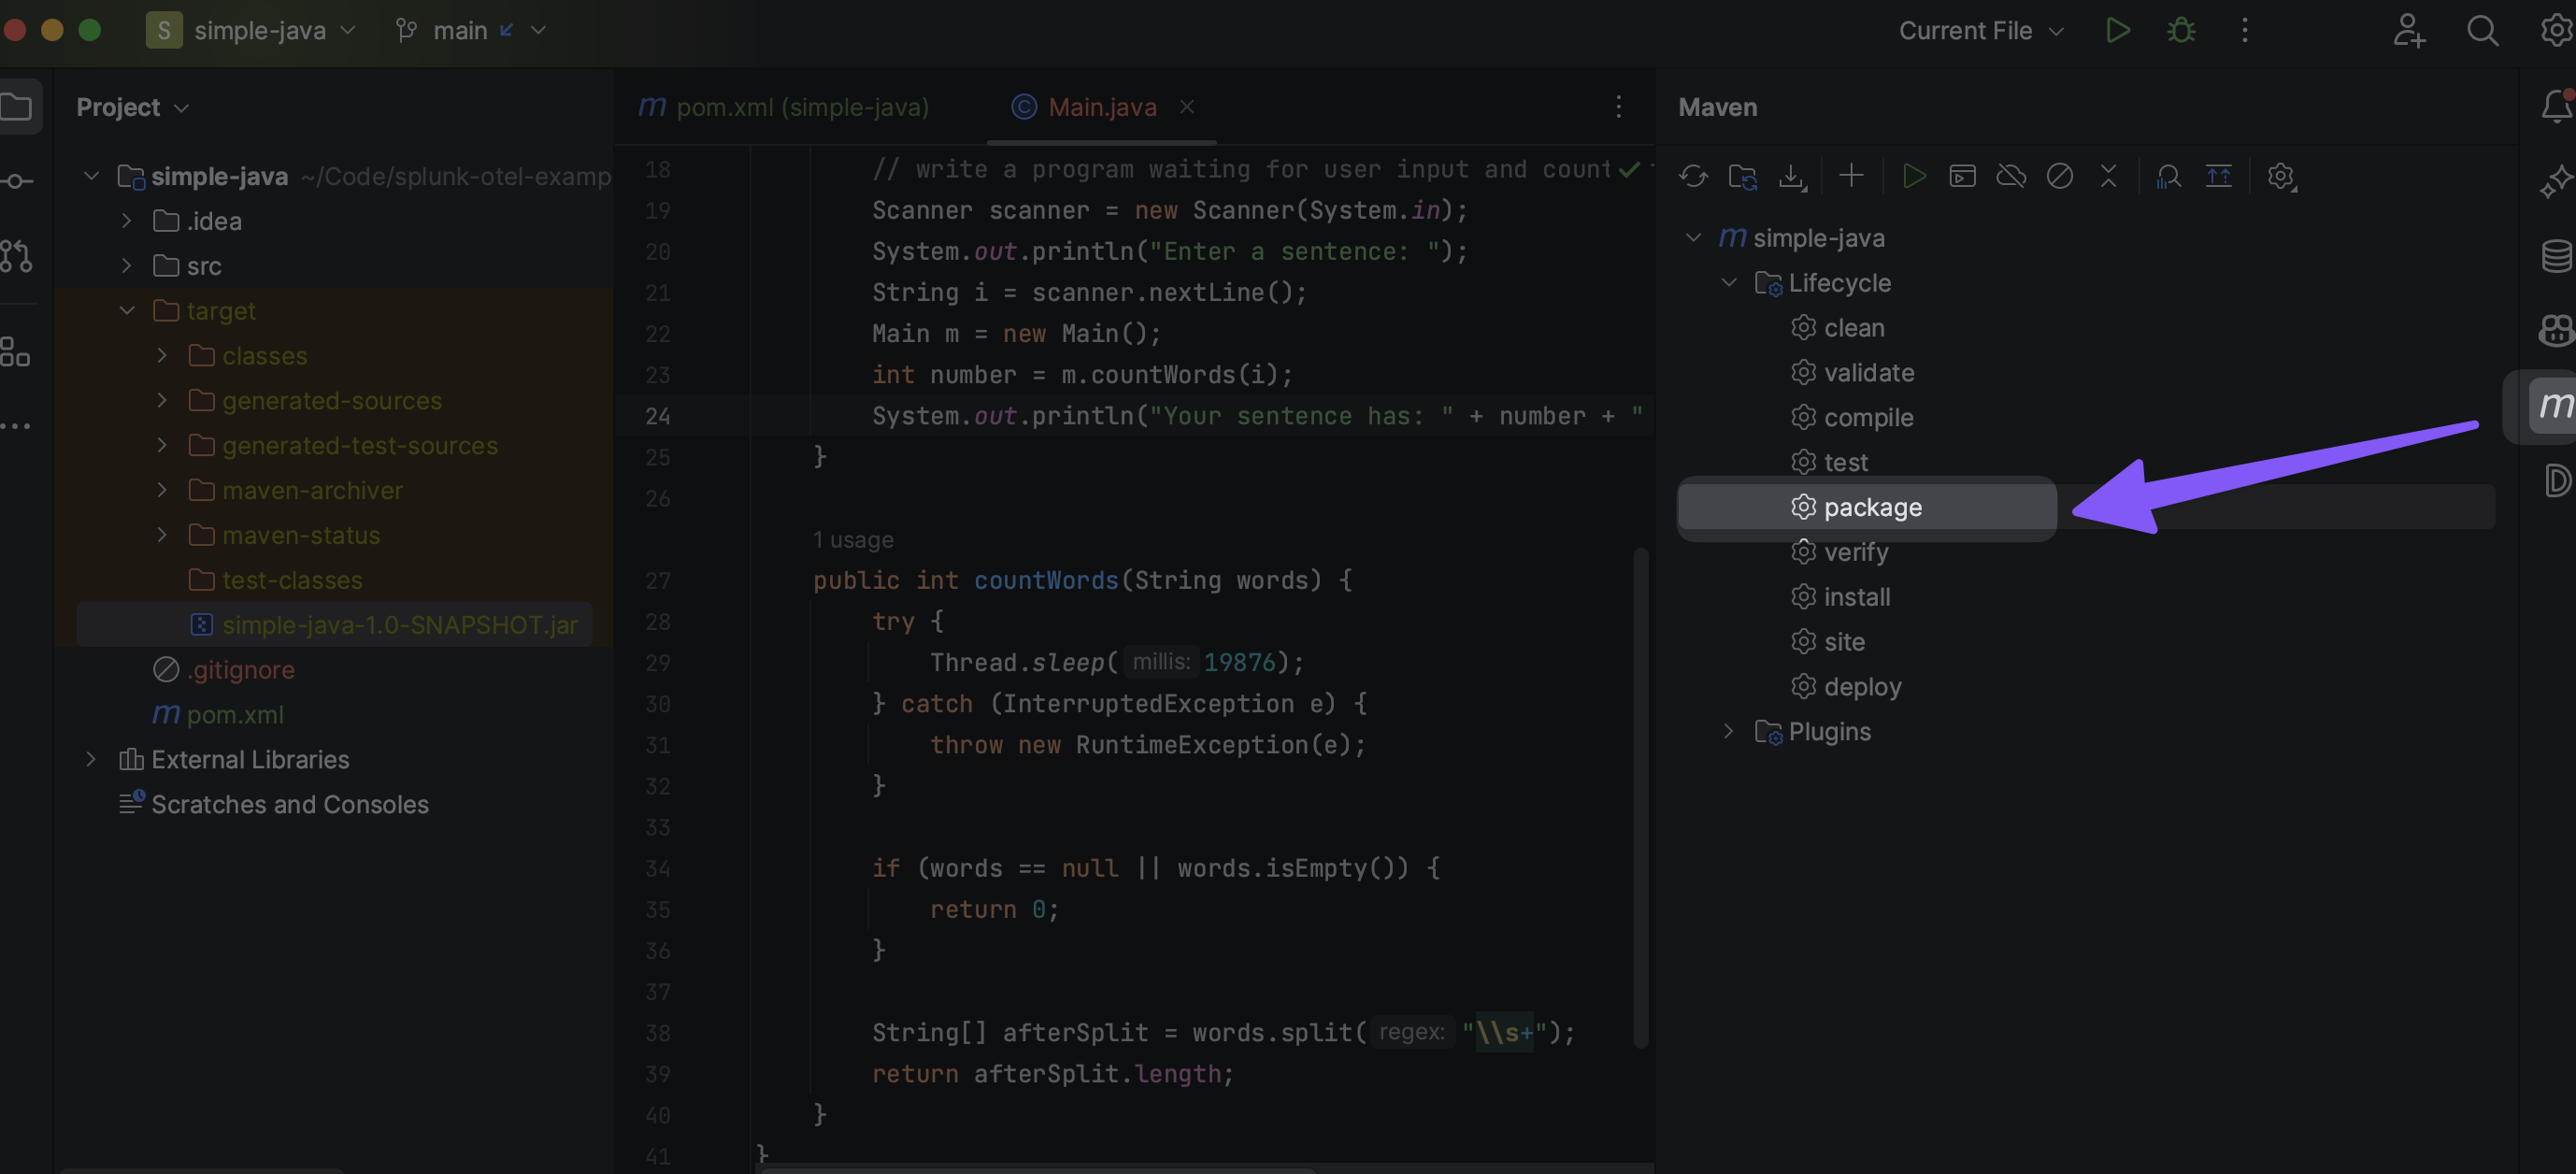 S simple-java main
Current File
Project
simple-java ~/Code/splunk-otel-examp
.idea
src
target
classes
generated-sources
generated-test-sources
maven-archiver
maven-status
test-classes
simple-java-1.0-SNAPSHOT.jar
.gitignore
m pom.xml
External Libraries
Scratches and Consoles
m pom.xml (simple-java)
C Main.java
18 // write a program waiting for user input and count
19 Scanner scanner = new Scanner(System.in);
20 System.out.println("Enter a sentence: ");
21 String i = scanner.nextLine();
22 Main m = new Main();
23 int number = m.countWords(i);
24 System.out.println("Your sentence has: " + number + "
25 }
26
1 usage
27 public int countWords(String words) {
28 try {
29 Thread.sleep( millis: 19876);
30 } catch (InterruptedException e) {
31 throw new RuntimeException(e);
32 }
33
34 if (words == null || words.isEmpty()) {
35 return 0;
36 }
37
38 String[] afterSplit = words.split( regex: "\\s+");
39 return afterSplit.length;
40 }
41 }
Maven
m simple-java
Lifecycle
clean
validate
compile
test
package
verify
install
site
deploy
Plugins
m
D